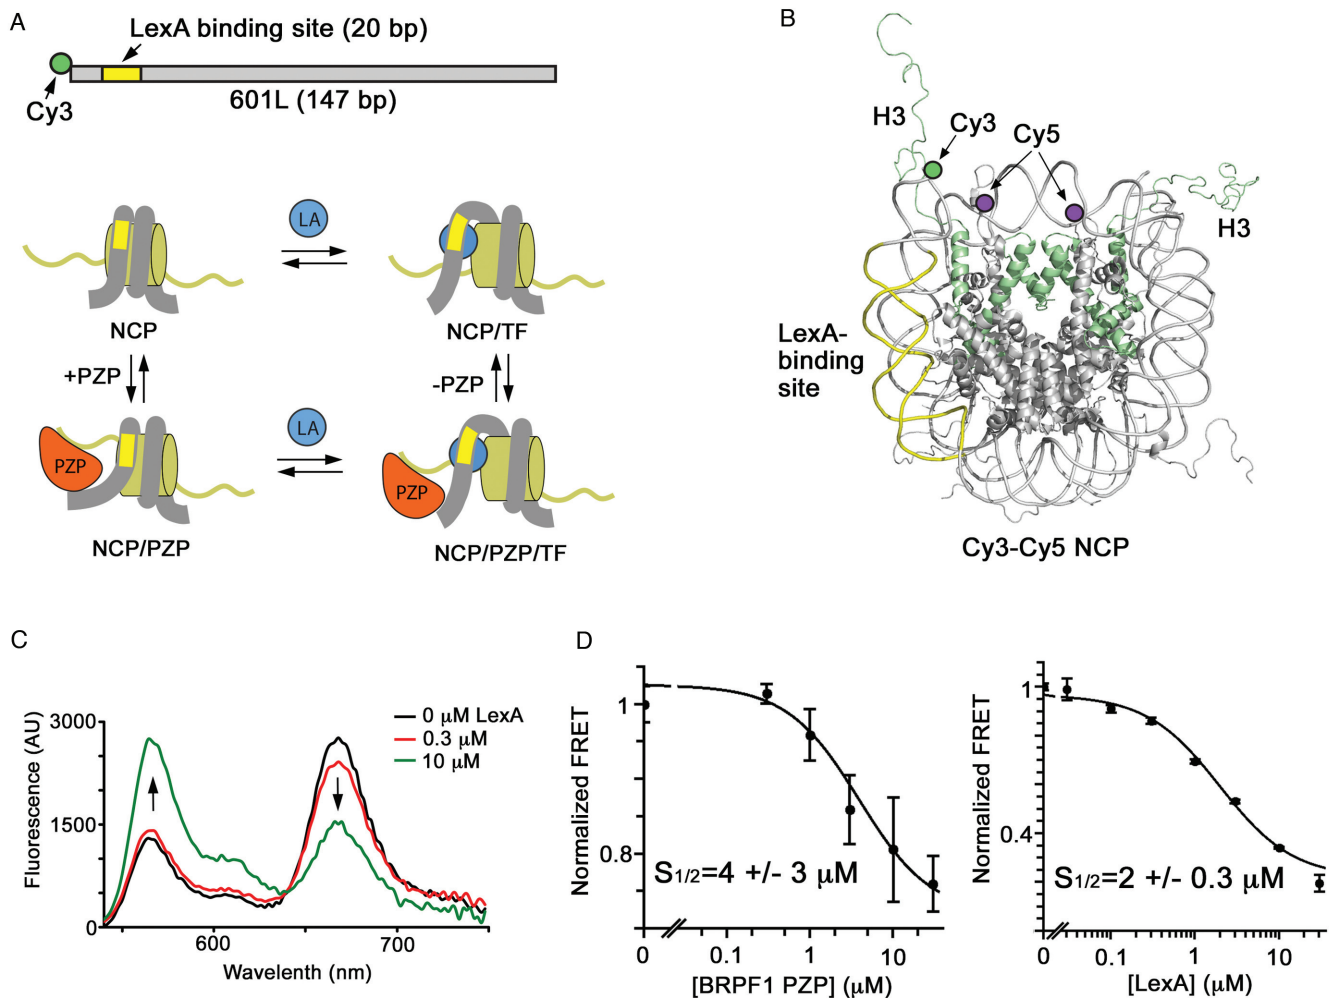 A
LexA binding site (20 bp)
Cy3
601L (147 bp)
LA
NCP
NCP/TF
+PZP
-PZP
LA
PZP
PZP
NCP/PZP
NCP/PZP/TF
B
H3
Cy3
Cy5
H3
LexA-
binding
site
Cy3-Cy5 NCP
C
Fluorescence (AU)
3000
1500
0
0 μM LexA
0.3 μM
10 μM
600
700
Wavelenth (nm)
D
Normalized FRET
1
0.8
S1/2=4 +/- 3 μM
0
0.1
1
10
[BRPF1 PZP] (μM)
Normalized FRET
1
0.4
S1/2=2 +/- 0.3 μM
0
0.1
1
10
[LexA] (μM)